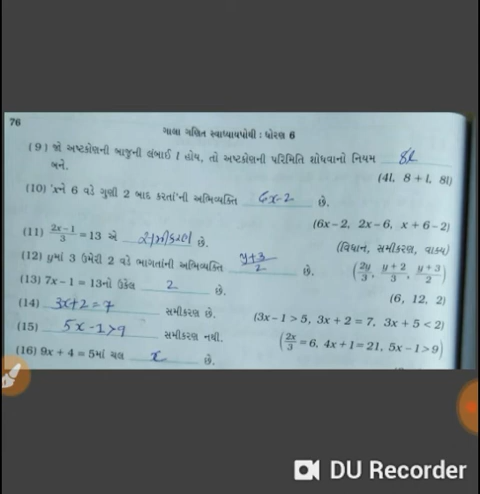 76
ગાલા ગણિત સ્વાધ્યાયપોથી : ધોરણ 6
(9) જો અષ્ટકોણની બાજુની લંબાઈ l હોય, તો અષ્ટકોણની પરિમિતિ શોધવાનો નિયમ 8l
બને. (4l, 8 + l, 8l)
(10) 'xને 6 વડે ગુણી 2 બાદ કરતાં'ની અભિવ્યક્તિ 6x-2 છે.
(6x – 2, 2x – 6, x + 6 – 2)
(11) (2x-1)/3 = 13 એ સમીકરણ છે. (વિધાન, સમીકરણ, વાક્ય)
(12) yમાં 3 ઉમેરી 2 વડે ભાગતાંની અભિવ્યક્તિ (y+3)/2 છે. (2y/3, (y+2)/3, (y+3)/2)
(13) 7x – 1 = 13નો ઉકેલ 2 છે. (6, 12, 2)
(14) 3x+2=7 સમીકરણ છે. (3x – 1 > 5, 3x + 2 = 7, 3x + 5 < 2)
(15) 5x-1>9 સમીકરણ નથી. (2x/3 = 6, 4x + 1 = 21, 5x – 1 > 9)
(16) 9x + 4 = 5માં ચલ x છે.
DU Recorder